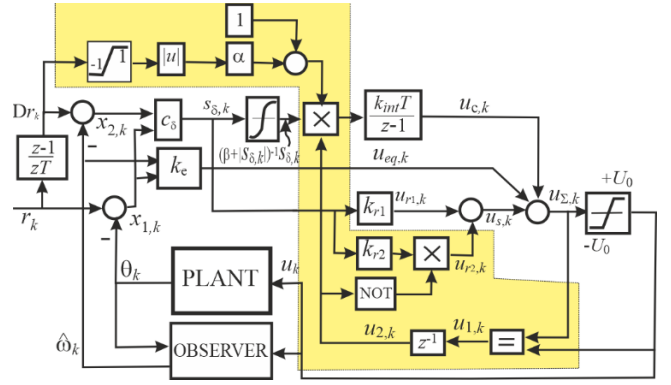 1
-1 1
|u|
α
Dr_k
x_{2,k}
c_δ
s_{δ,k}
×
k_{int}T
z-1
u_{c,k}
z-1
zT
(β+|s_{δ,k}|)^{-1}s_{δ,k}
k_e
u_{eq,k}
+U_0
r_k
x_{1,k}
k_{r1}
u_{r1,k}
u_{s,k}
u_{Σ,k}
-U_0
k_{r2}
×
u_{r2,k}
θ_k
PLANT
u_k
NOT
ω̂_k
OBSERVER
u_{2,k}
z^{-1}
u_{1,k}
=